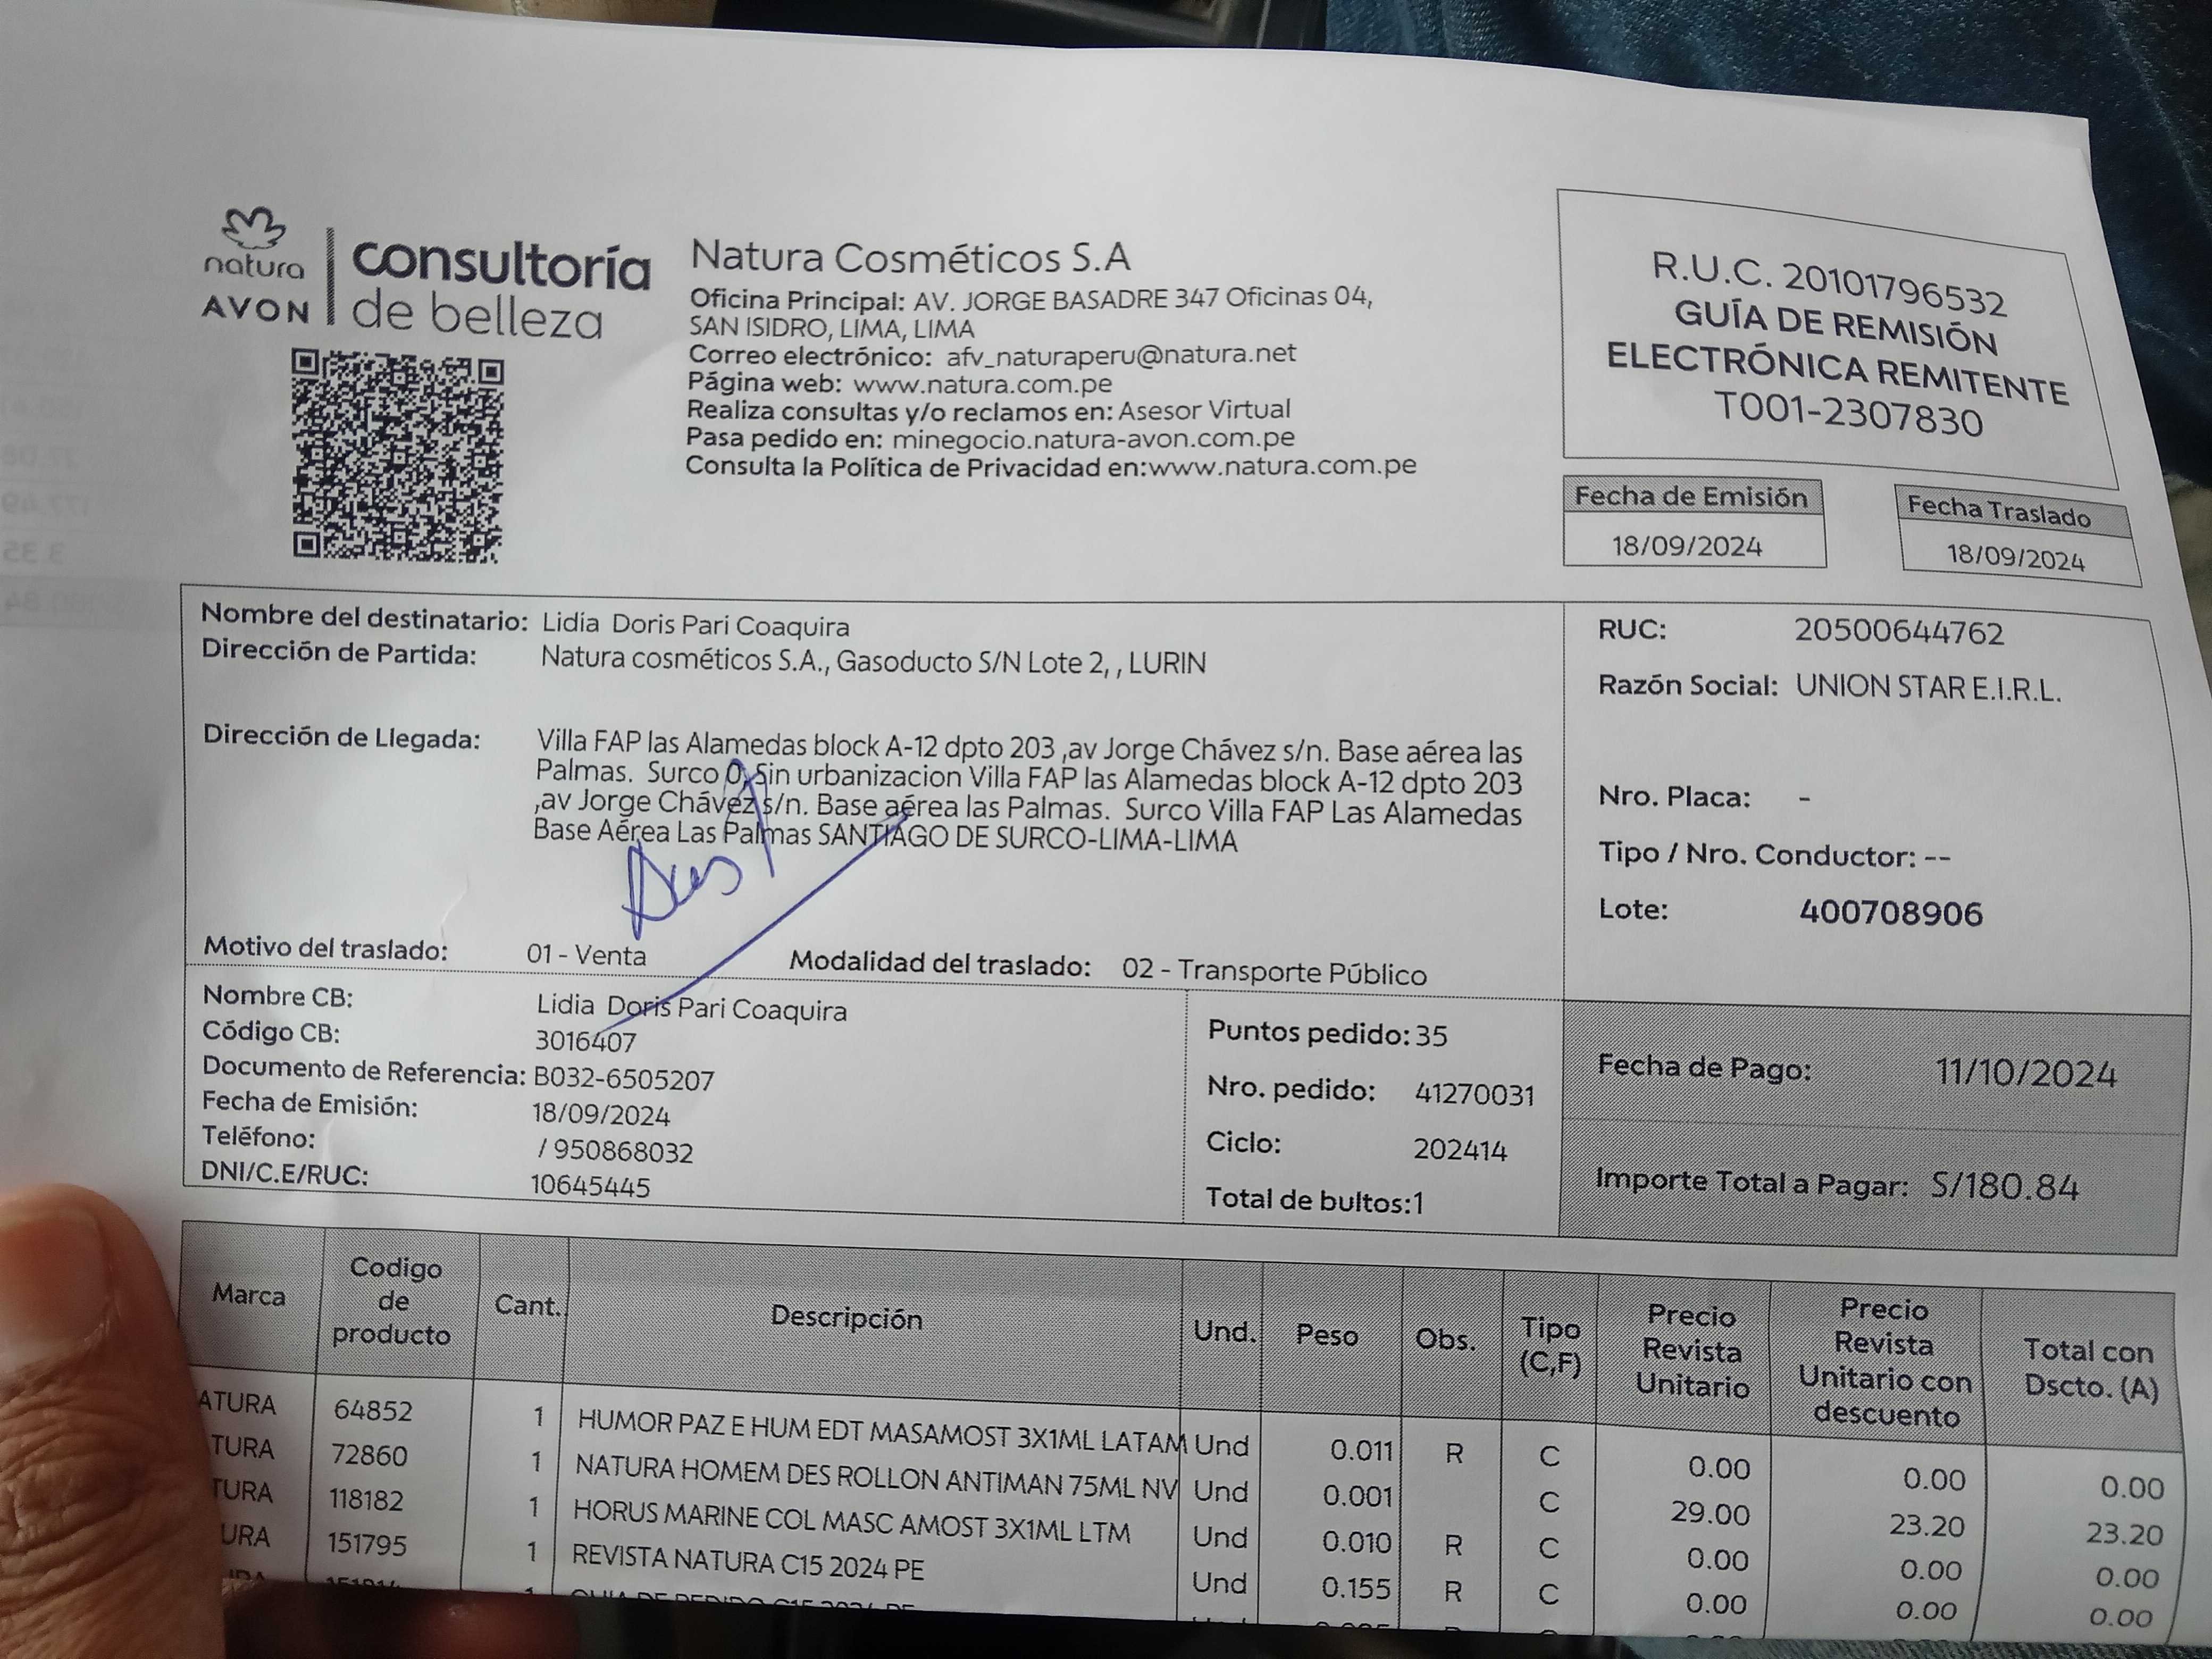 natura
AVON
consultoría
de belleza
Natura Cosméticos S.A
Oficina Principal: AV. JORGE BASADRE 347 Oficinas 04,
SAN ISIDRO, LIMA, LIMA
Correo electrónico: afv_naturaperu@natura.net
Página web: www.natura.com.pe
Realiza consultas y/o reclamos en: Asesor Virtual
Pasa pedido en: minegocio.natura-avon.com.pe
Consulta la Política de Privacidad en:www.natura.com.pe
R.U.C. 20101796532
GUÍA DE REMISIÓN
ELECTRÓNICA REMITENTE
T001-2307830
Fecha de Emisión
18/09/2024
Fecha Traslado
18/09/2024
Nombre del destinatario: Lidia Doris Pari Coaquira
Dirección de Partida: Natura cosméticos S.A., Gasoducto S/N Lote 2, , LURIN
Dirección de Llegada: Villa FAP las Alamedas block A-12 dpto 203 ,av Jorge Chávez s/n. Base aérea las
Palmas. Surco 0, Sin urbanizacion Villa FAP las Alamedas block A-12 dpto 203
,av Jorge Chávez s/n. Base aérea las Palmas. Surco Villa FAP Las Alamedas
Base Aérea Las Palmas SANTIAGO DE SURCO-LIMA-LIMA
Motivo del traslado: 01 - Venta Modalidad del traslado: 02 - Transporte Público
RUC: 20500644762
Razón Social: UNION STAR E.I.R.L.
Nro. Placa: -
Tipo / Nro. Conductor: --
Lote: 400708906
Nombre CB: Lidia Doris Pari Coaquira
Código CB: 3016407
Documento de Referencia: B032-6505207
Fecha de Emisión: 18/09/2024
Teléfono: / 950868032
DNI/C.E/RUC: 10645445
Puntos pedido: 35
Nro. pedido: 41270031
Ciclo: 202414
Total de bultos:1
Fecha de Pago: 11/10/2024
Importe Total a Pagar: S/180.84
Marca Codigo de producto Cant. Descripción Und. Peso Obs. Tipo (C,F) Precio Revista Unitario Precio Revista Unitario con descuento Total con Dscto. (A)
ATURA 64852 1 HUMOR PAZ E HUM EDT MASAMOST 3X1ML LATAM Und 0.011 R C 0.00 0.00 0.00
TURA 72860 1 NATURA HOMEM DES ROLLON ANTIMAN 75ML NV Und 0.001 C 29.00 23.20 23.20
TURA 118182 1 HORUS MARINE COL MASC AMOST 3X1ML LTM Und 0.010 R C 0.00 0.00 0.00
URA 151795 1 REVISTA NATURA C15 2024 PE Und 0.155 R C 0.00 0.00 0.00
GUIA DE PEDIDO C15 2024 PE